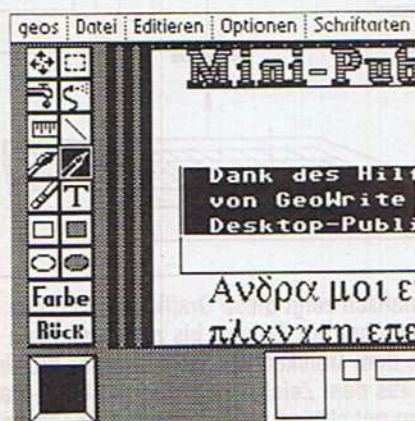 geos Datei Editieren Optionen Schriftarten
Mini-Pub
T
Dank des Hilf
von GeoWrite
Desktop-Publi
Farbe
Rück
Ανδρα μοι ε
πλανχτη, επε